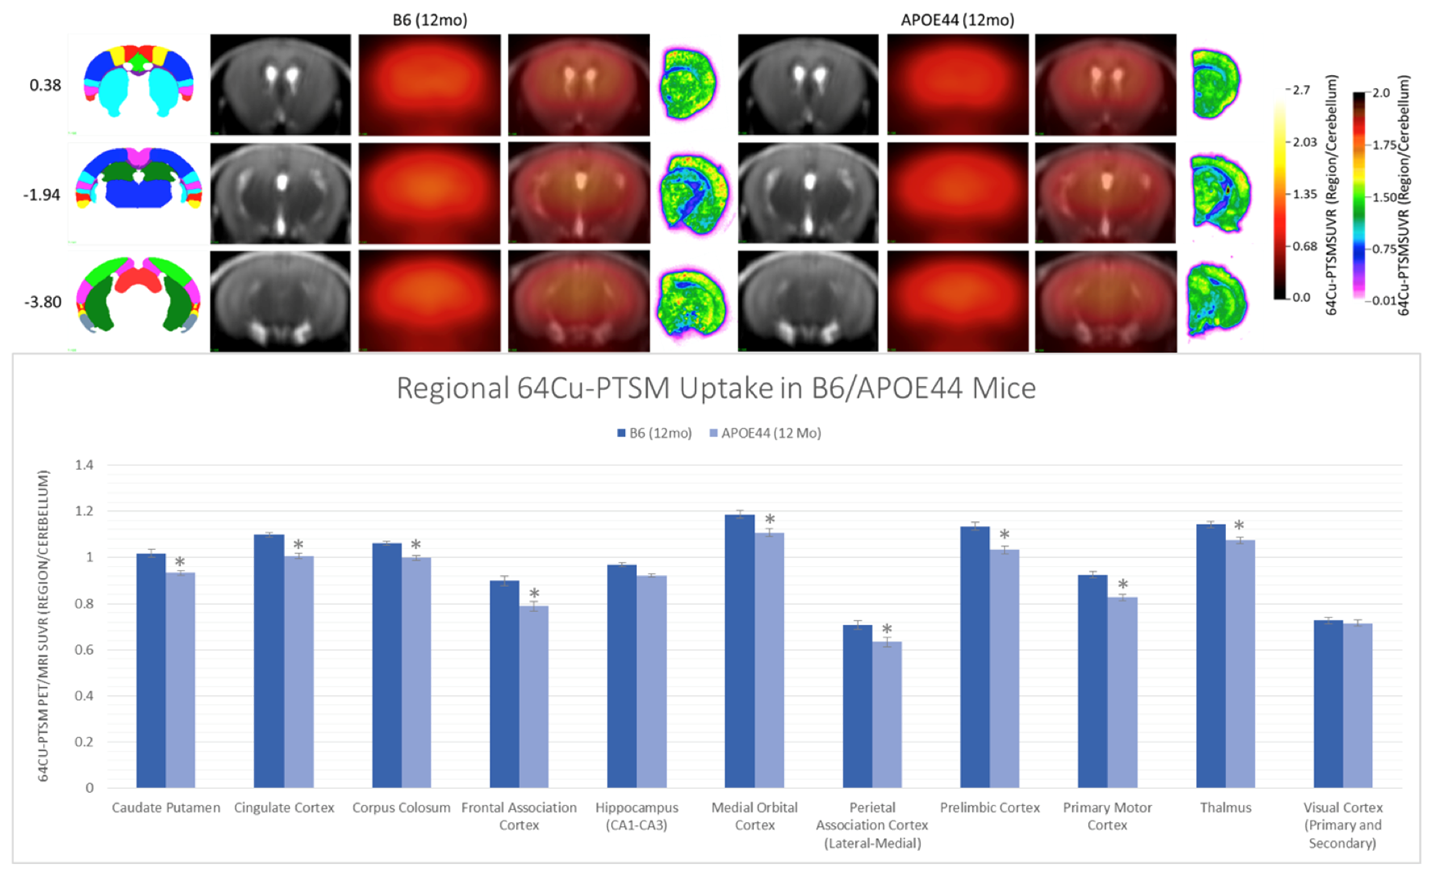 B6 (12mo)
APOE44 (12mo)
0.38
-1.94
-3.80
2.7
2.03
1.35
0.68
0.0
64Cu-PTSMSUVR (Region/Cerebellum)
2.0
1.75
1.50
0.75
-0.01
64Cu-PTSMSUVR (Region/Cerebellum)
Regional 64Cu-PTSM Uptake in B6/APOE44 Mice
B6 (12mo) APOE44 (12 Mo)
64CU-PTSM PET/MRI SUVR (REGION/CEREBELLUM)
1.4
1.2
1
0.8
0.6
0.4
0.2
0
* * * * * * * * *
Caudate Putamen
Cingulate Cortex
Corpus Colosum
Frontal Association
Cortex
Hippocampus
(CA1-CA3)
Medial Orbital
Cortex
Perietal
Association Cortex
(Lateral-Medial)
Prelimbic Cortex
Primary Motor
Cortex
Thalmus
Visual Cortex
(Primary and
Secondary)